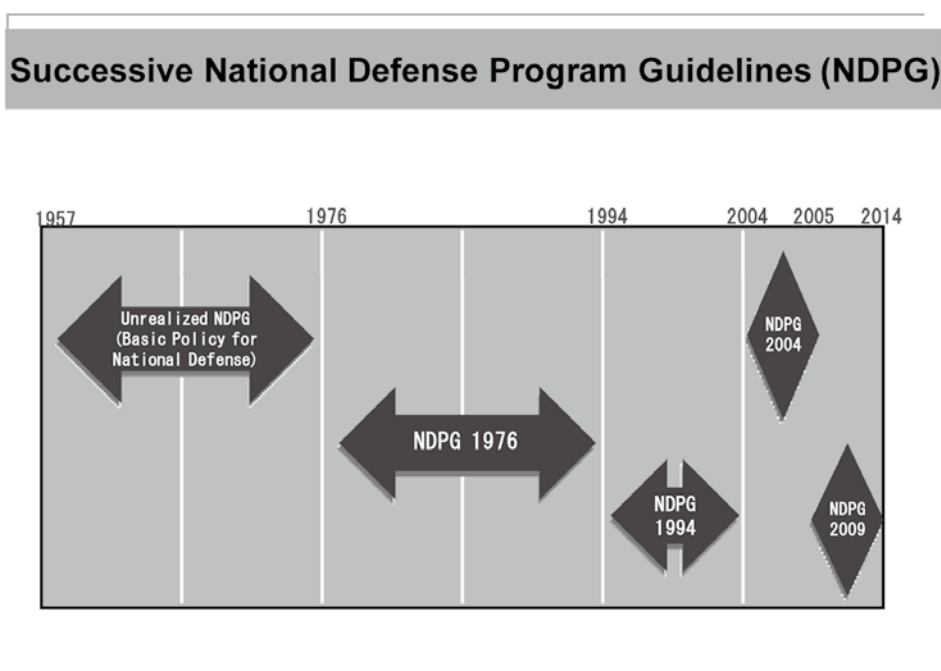 Successive National Defense Program Guidelines (NDPG)
1957 1976 1994 2004 2005 2014
Unrealized NDPG
(Basic Policy for
National Defense)
NDPG
2004
NDPG 1976
NDPG
1994
NDPG
2009